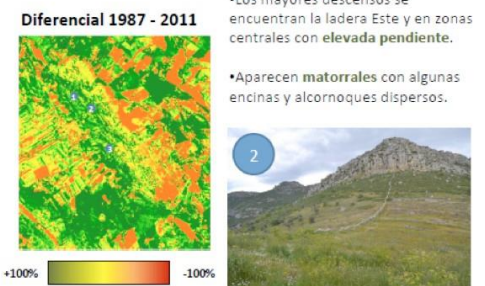 Diferencial 1987 - 2011
1
2
3
+100%
-100%
-Los mayores descensos se
encuentran la ladera Este y en zonas
centrales con elevada pendiente.
•Aparecen matorrales con algunas
encinas y alcornoques dispersos.
2